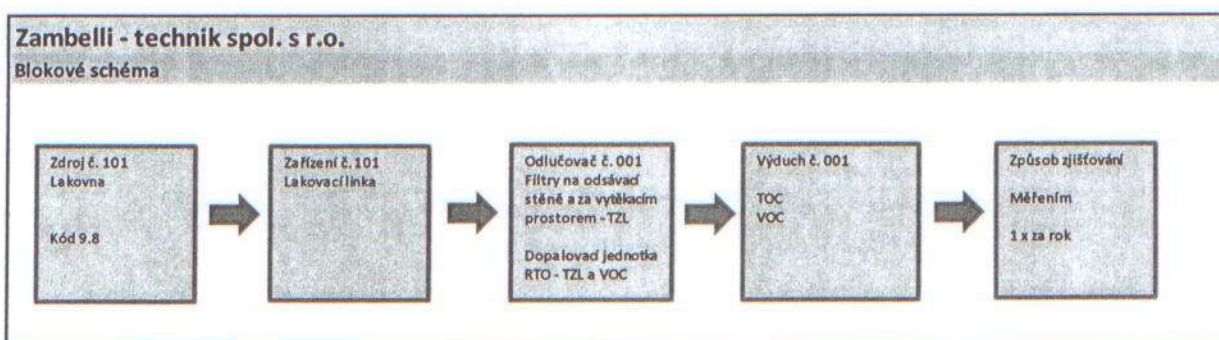 Zambelli - technik spol. s r.o.
Blokové schéma
Zdroj č. 101
Lakovna
Kód 9.8
Zařízení č. 101
Lakovací linka
Odlučovač č. 001
Filtry na odsávací
stěně a za vytěkacím
prostorem - TZL
Dopalovací jednotka
RTO - TZL a VOC
Výduch č. 001
TOC
VOC
Způsob zjišťování
Měřením
1 x za rok